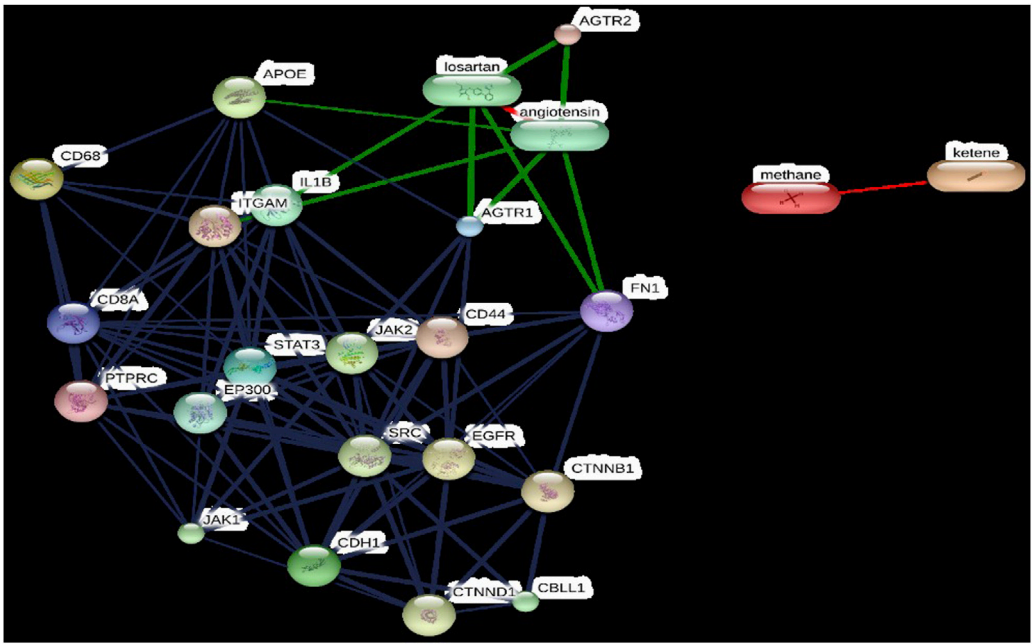 AGTR2
losartan
APOE
angiotensin
CD68
ketene
methane
IL1B
ITGAM
AGTR1
FN1
CD8A
CD44
JAK2
STAT3
PTPRC
EP300
SRC
EGFR
CTNNB1
JAK1
CDH1
CTNND1
CBLL1